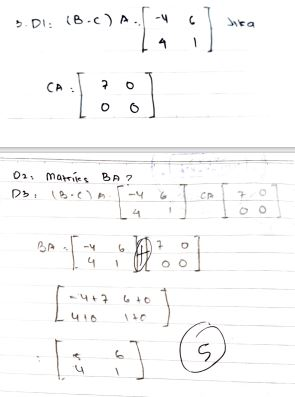 5. D1: (B-C) A = [ -4 6 ] Jika
[ 4 1 ]
CA = [ 7 0 ]
[ 0 0 ]
D2: Matriks BA?
D3: (B-C) A [ -4 6 ] CA [ 7 0 ]
[ 4 1 ] [ 0 0 ]
BA = [ -4 6 ] + [ 7 0 ]
[ 4 1 ] [ 0 0 ]
[ -4+7 6+0 ]
[ 4+0 1+0 ]
= [ 6 ]
[ 4 1 ]
5